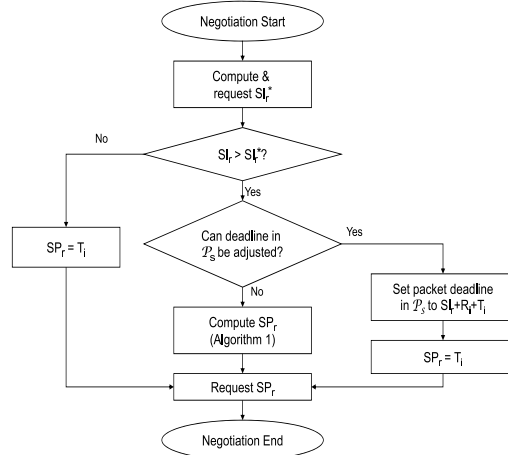 Negotiation Start
Compute &
request SI_r^*
No
SI_r > SI_r^*?
Yes
Can deadline in
𝒫_s be adjusted?
Yes
SP_r = T_i
No
Set packet deadline
in 𝒫_s to SI_r+R_i+T_i
Compute SP_r
(Algorithm 1)
SP_r = T_i
Request SP_r
Negotiation End